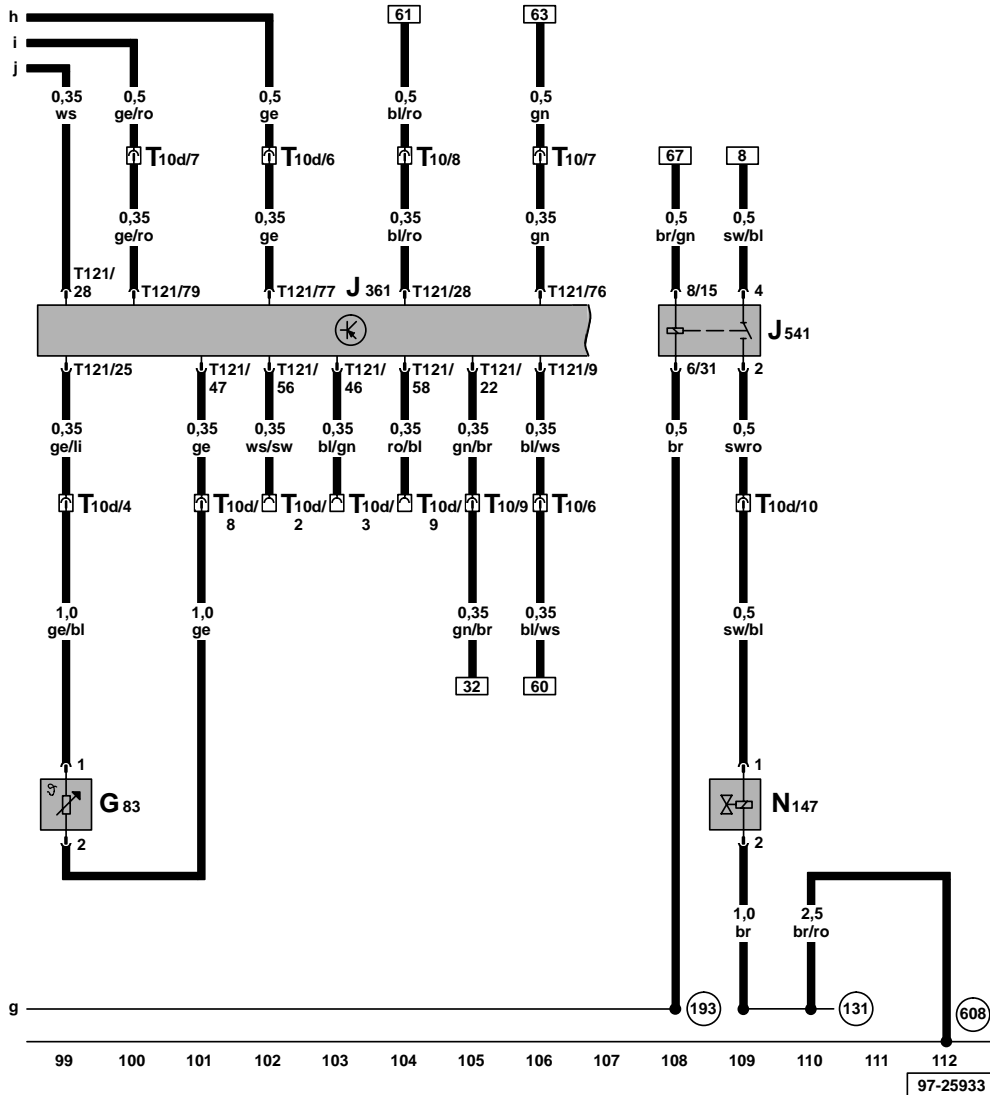 h 61 63
i
j
0,35 0,5 0,5 0,5 0,5
ws ge/ro ge bl/ro gn
T10d/7 T10d/6 T10/8 T10/7 67 8
0,35 0,35 0,35 0,35 0,5 0,5
ge/ro ge bl/ro gn br/gn sw/bl
T121/
28 T121/79 T121/77 J361 T121/28 T121/76 8/15 4
J541
T121/25 T121/ T121/ T121/ T121/ T121/ T121/9 6/31 2
47 56 46 58 22
0,35 0,35 0,35 0,35 0,35 0,35 0,35 0,5 0,5
ge/li ge ws/sw bl/gn ro/bl gn/br bl/ws br swro
T10d/4 T10d/ T10d/ T10d/ T10d/ T10/9 T10/6 T10d/10
8 2 3 9
1,0 1,0 0,35 0,35 0,5
ge/bl ge gn/br bl/ws sw/bl
32 60
1 1
ϑ G83 N147
2 2
1,0 2,5
br br/ro
g 193 131 608
99 100 101 102 103 104 105 106 107 108 109 110 111 112
97-25933